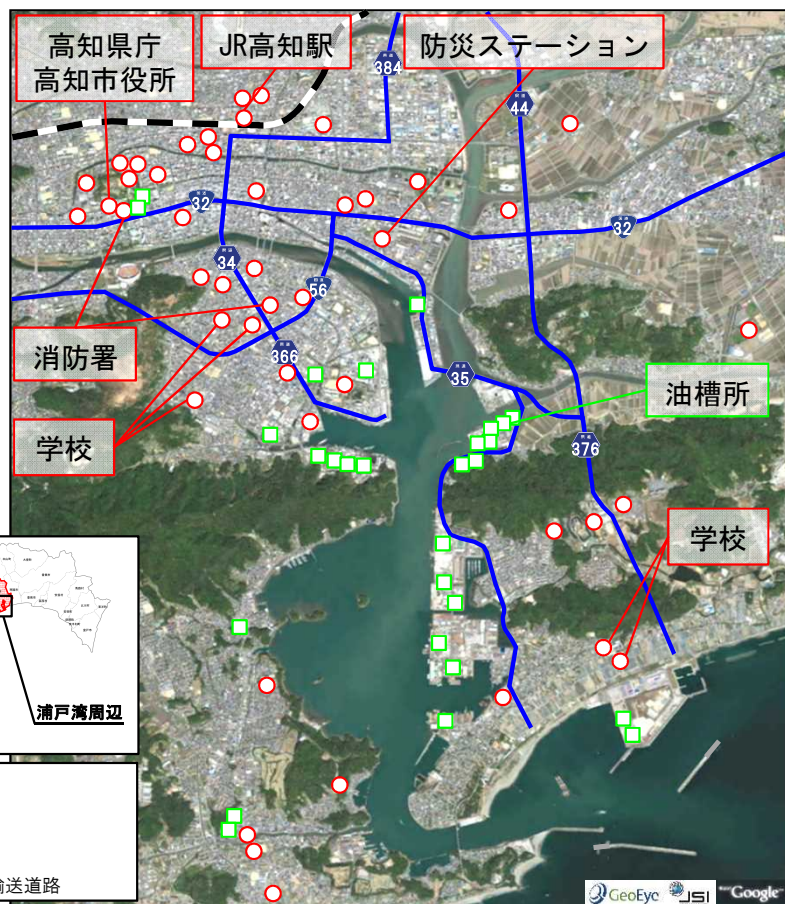 高知県庁
高知市役所
JR高知駅
防災ステーション
384
44
32
32
34
56
消防署
366
35
油槽所
学校
376
学校
浦戸湾周辺
輸送道路
GeoEye
JSI
Google